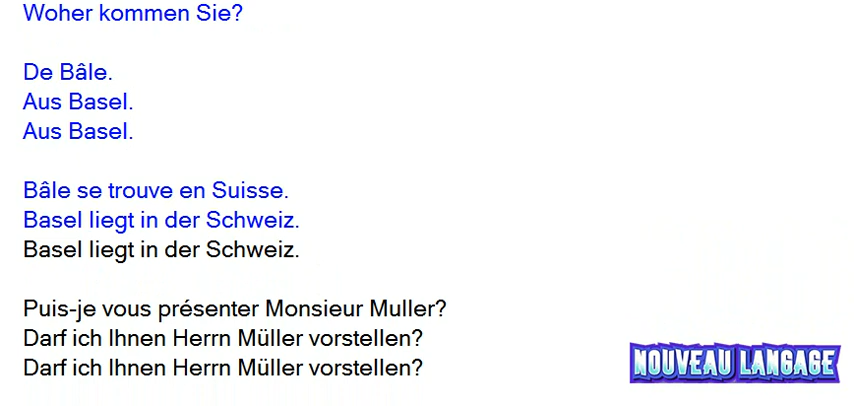 Woher kommen Sie?
De Bâle.
Aus Basel.
Aus Basel.
Bâle se trouve en Suisse.
Basel liegt in der Schweiz.
Basel liegt in der Schweiz.
Puis-je vous présenter Monsieur Muller?
Darf ich Ihnen Herrn Müller vorstellen?
Darf ich Ihnen Herrn Müller vorstellen?
NOUVEAU LANGAGE